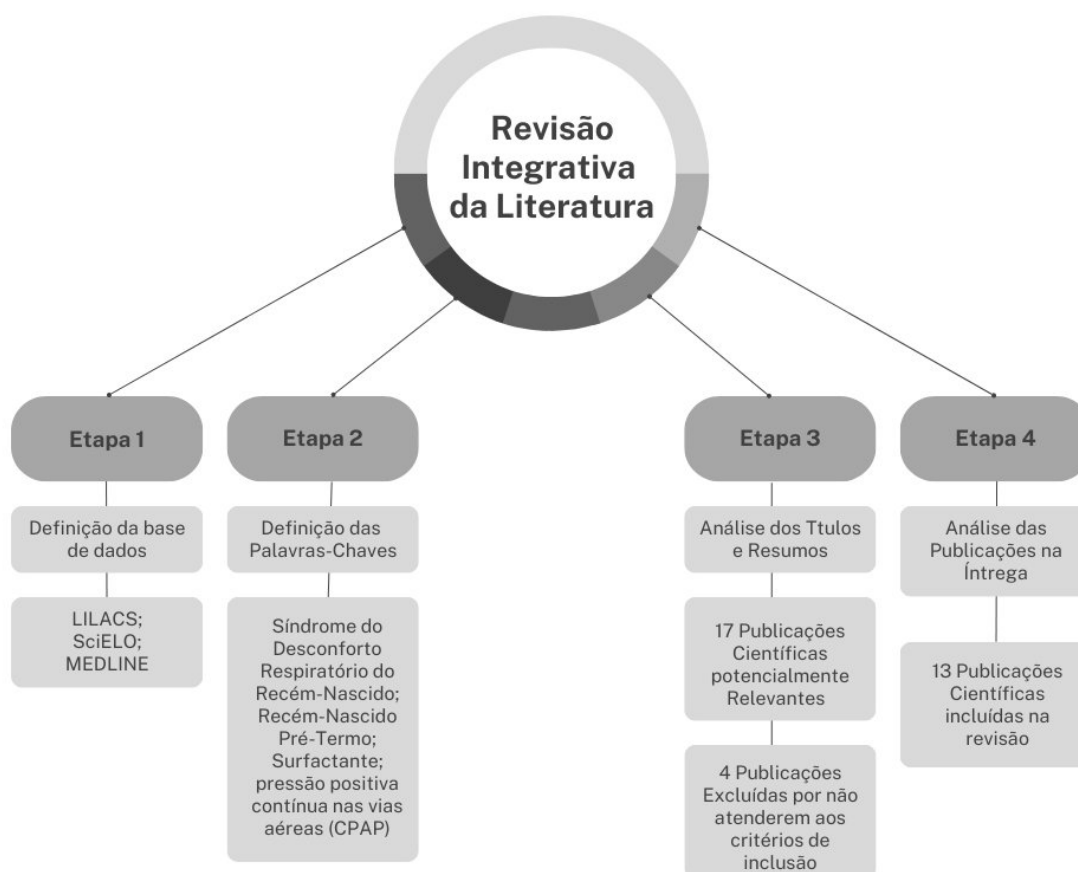 Revisão
Integrativa
da Literatura
Etapa 1
Definição da base
de dados
LILACS;
SciELO;
MEDLINE
Etapa 2
Definição das
Palavras-Chaves
Síndrome do
Desconforto
Respiratório do
Recém-Nascido;
Recém-Nascido
Pré-Termo;
Surfactante;
pressão positiva
contínua nas vias
aéreas (CPAP)
Etapa 3
Análise dos Ttulos
e Resumos
17 Publicações
Científicas
potencialmente
Relevantes
4 Publicações
Excluídas por não
atenderem aos
critérios de
inclusão
Etapa 4
Análise das
Publicações na
Íntrega
13 Publicações
Científicas
incluídas na
revisão